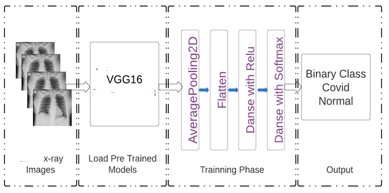 x-ray
Images
VGG16
Load Pre Trained
Models
AveragePooling2D
Flatten
Danse with Relu
Danse with Softmax
Trainning Phase
Binary Class
Covid
Normal
Output